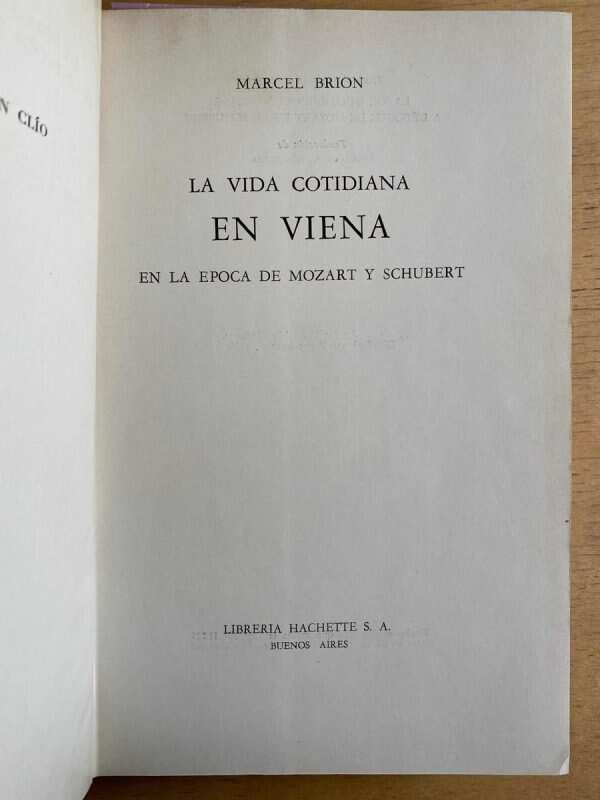 N CLÍO
MARCEL BRION
LA VIDA COTIDIANA
EN VIENA
EN LA EPOCA DE MOZART Y SCHUBERT
LIBRERIA HACHETTE S. A.
BUENOS AIRES